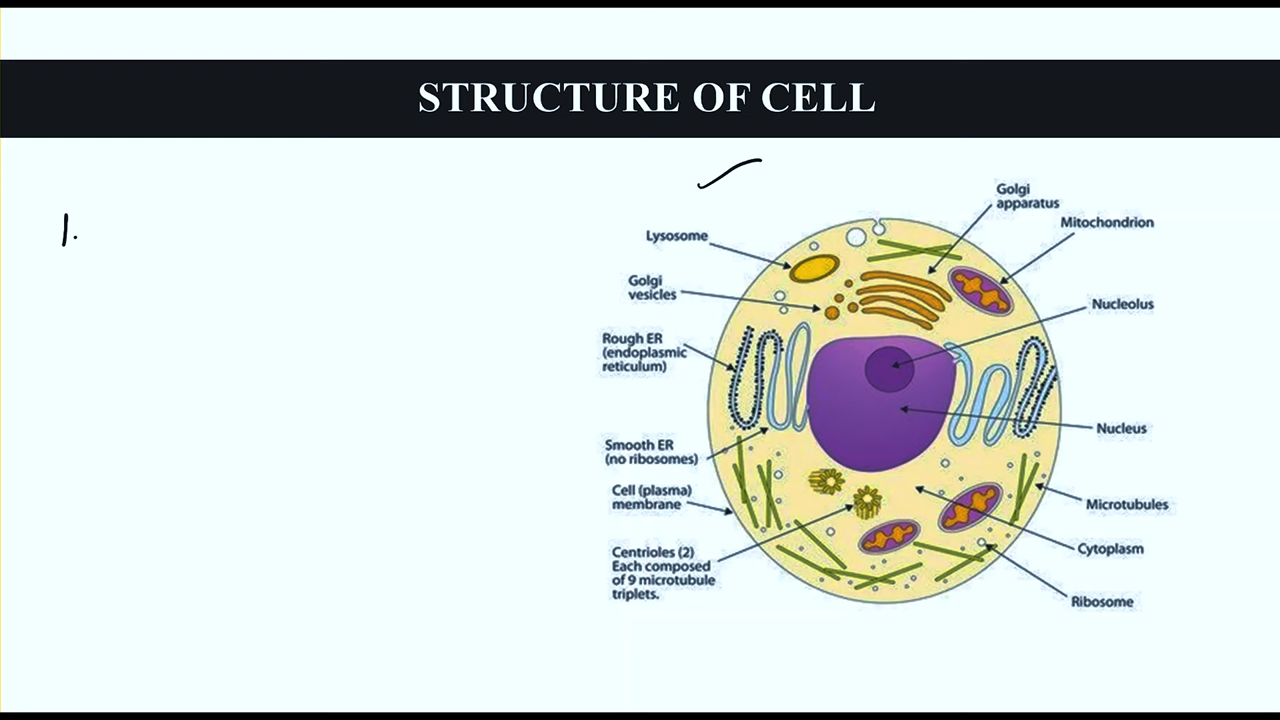 STRUCTURE OF CELL
1.
Golgi
apparatus
Mitochondrion
Lysosome
Golgi
vesicles
Nucleolus
Rough ER
(endoplasmic
reticulum)
Nucleus
Smooth ER
(no ribosomes)
Cell (plasma)
membrane
Microtubules
Cytoplasm
Centrioles (2)
Each composed
of 9 microtubule
triplets.
Ribosome